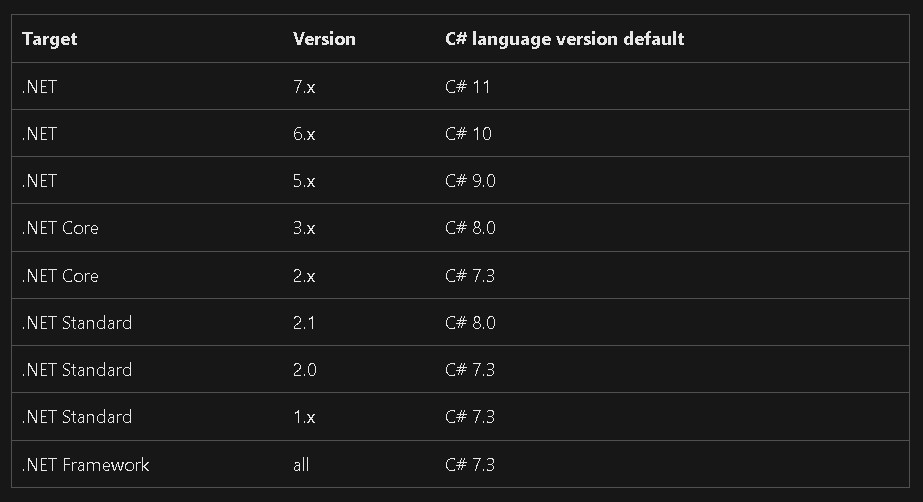 Target Version C# language version default
.NET 7.x C# 11
.NET 6.x C# 10
.NET 5.x C# 9.0
.NET Core 3.x C# 8.0
.NET Core 2.x C# 7.3
.NET Standard 2.1 C# 8.0
.NET Standard 2.0 C# 7.3
.NET Standard 1.x C# 7.3
.NET Framework all C# 7.3